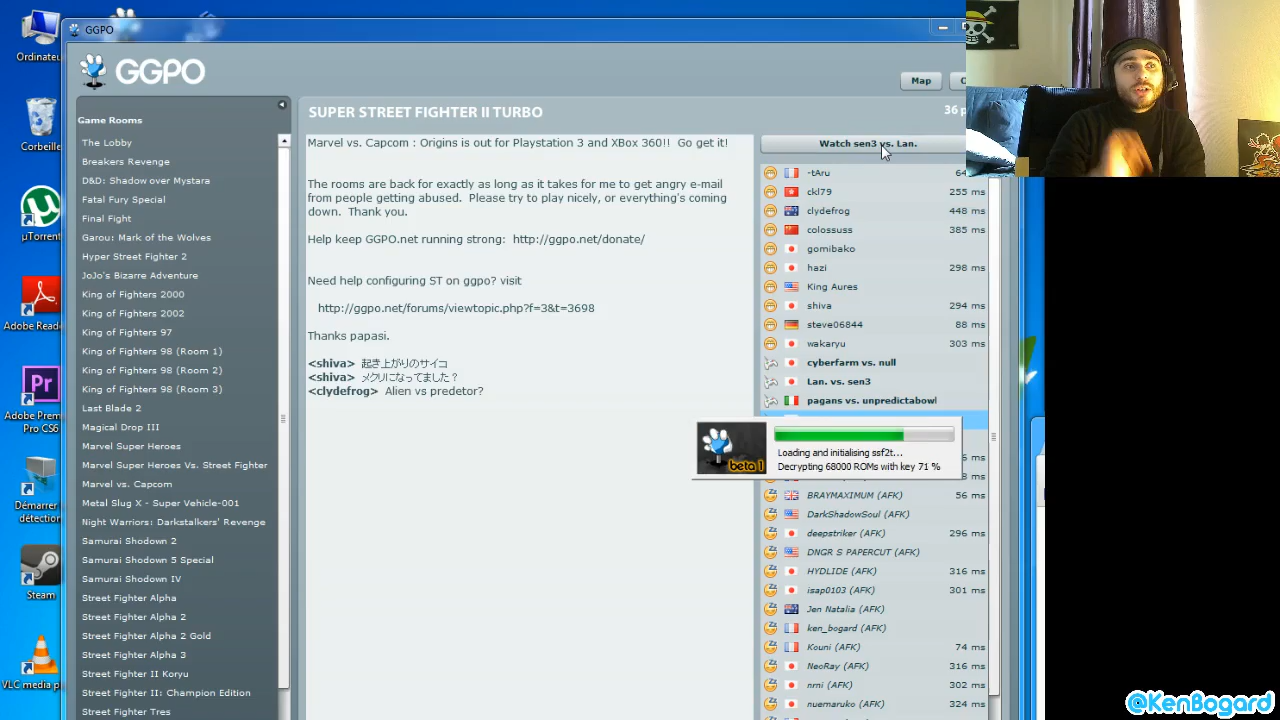 GGPO
Ordinateur
Corbeille
µTorrent
Adobe Reade
Adobe Premi
Pro CS6
Démarrer
détection
Steam
VLC media p
GGPO
Map
Game Rooms
The Lobby
Breakers Revenge
D&D: Shadow over Mystara
Fatal Fury Special
Final Fight
Garou: Mark of the Wolves
Hyper Street Fighter 2
JoJo's Bizarre Adventure
King of Fighters 2000
King of Fighters 2002
King of Fighters 97
King of Fighters 98 (Room 1)
King of Fighters 98 (Room 2)
King of Fighters 98 (Room 3)
Last Blade 2
Magical Drop III
Marvel Super Heroes
Marvel Super Heroes Vs. Street Fighter
Marvel vs. Capcom
Metal Slug X - Super Vehicle-001
Night Warriors: Darkstalkers' Revenge
Samurai Shodown 2
Samurai Shodown 5 Special
Samurai Shodown IV
Street Fighter Alpha
Street Fighter Alpha 2
Street Fighter Alpha 2 Gold
Street Fighter Alpha 3
Street Fighter II Koryu
Street Fighter II: Champion Edition
Street Fighter Tres
SUPER STREET FIGHTER II TURBO
36 p
Marvel vs. Capcom : Origins is out for Playstation 3 and XBox 360!! Go get it!
The rooms are back for exactly as long as it takes for me to get angry e-mail
from people getting abused. Please try to play nicely, or everything's coming
down. Thank you.
Help keep GGPO.net running strong: http://ggpo.net/donate/
Need help configuring ST on ggpo? visit
http://ggpo.net/forums/viewtopic.php?f=3&t=3698
Thanks papasi.
<shiva> 起き上がりのサイコ
<shiva> メクリになってました？
<clydefrog> Alien vs predetor?
Watch sen3 vs. Lan.
-tAru 64
ckl79 255 ms
clydefrog 448 ms
colossuss 385 ms
gomibako
hazi 298 ms
King Aures
shiva 294 ms
steve06844 88 ms
wakaryu 303 ms
cyberfarm vs. null
Lan. vs. sen3
pagans vs. unpredictabowl
beta 1
Loading and initialising ssf2t...
Decrypting 68000 ROMs with key 71 %
BRAYMAXIMUM (AFK) 56 ms
DarkShadowSoul (AFK)
deepstriker (AFK) 296 ms
DNGR S PAPERCUT (AFK)
HYDLIDE (AFK) 316 ms
isap0103 (AFK) 301 ms
Jen Natalia (AFK)
ken_bogard (AFK)
Kouni (AFK) 74 ms
NeoRay (AFK) 316 ms
nrni (AFK) 302 ms
nuemaruko (AFK) 324 ms
@KenBogard